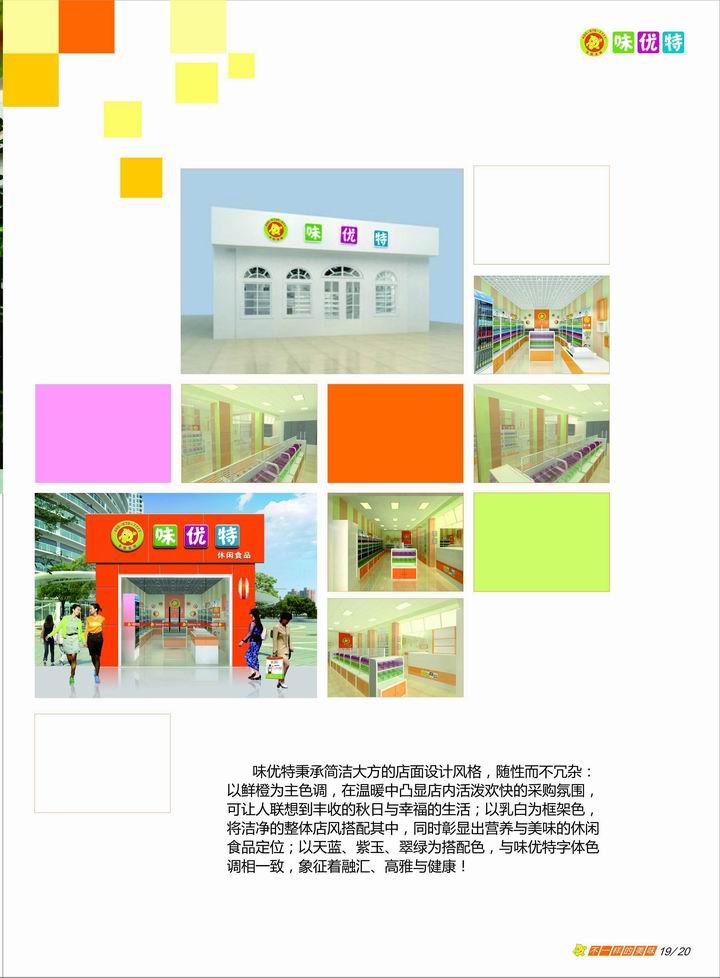 味优特
味优特
味优特
休闲食品
味优特秉承简洁大方的店面设计风格，随性而不冗杂：
以鲜橙为主色调，在温暖中凸显店内活泼欢快的采购氛围，
可让人联想到丰收的秋日与幸福的生活；以乳白为框架色，
将洁净的整体店风搭配其中，同时彰显出营养与美味的休闲
食品定位；以天蓝、紫玉、翠绿为搭配色，与味优特字体色
调相一致，象征着融汇、高雅与健康！
不一样的美味 19/20